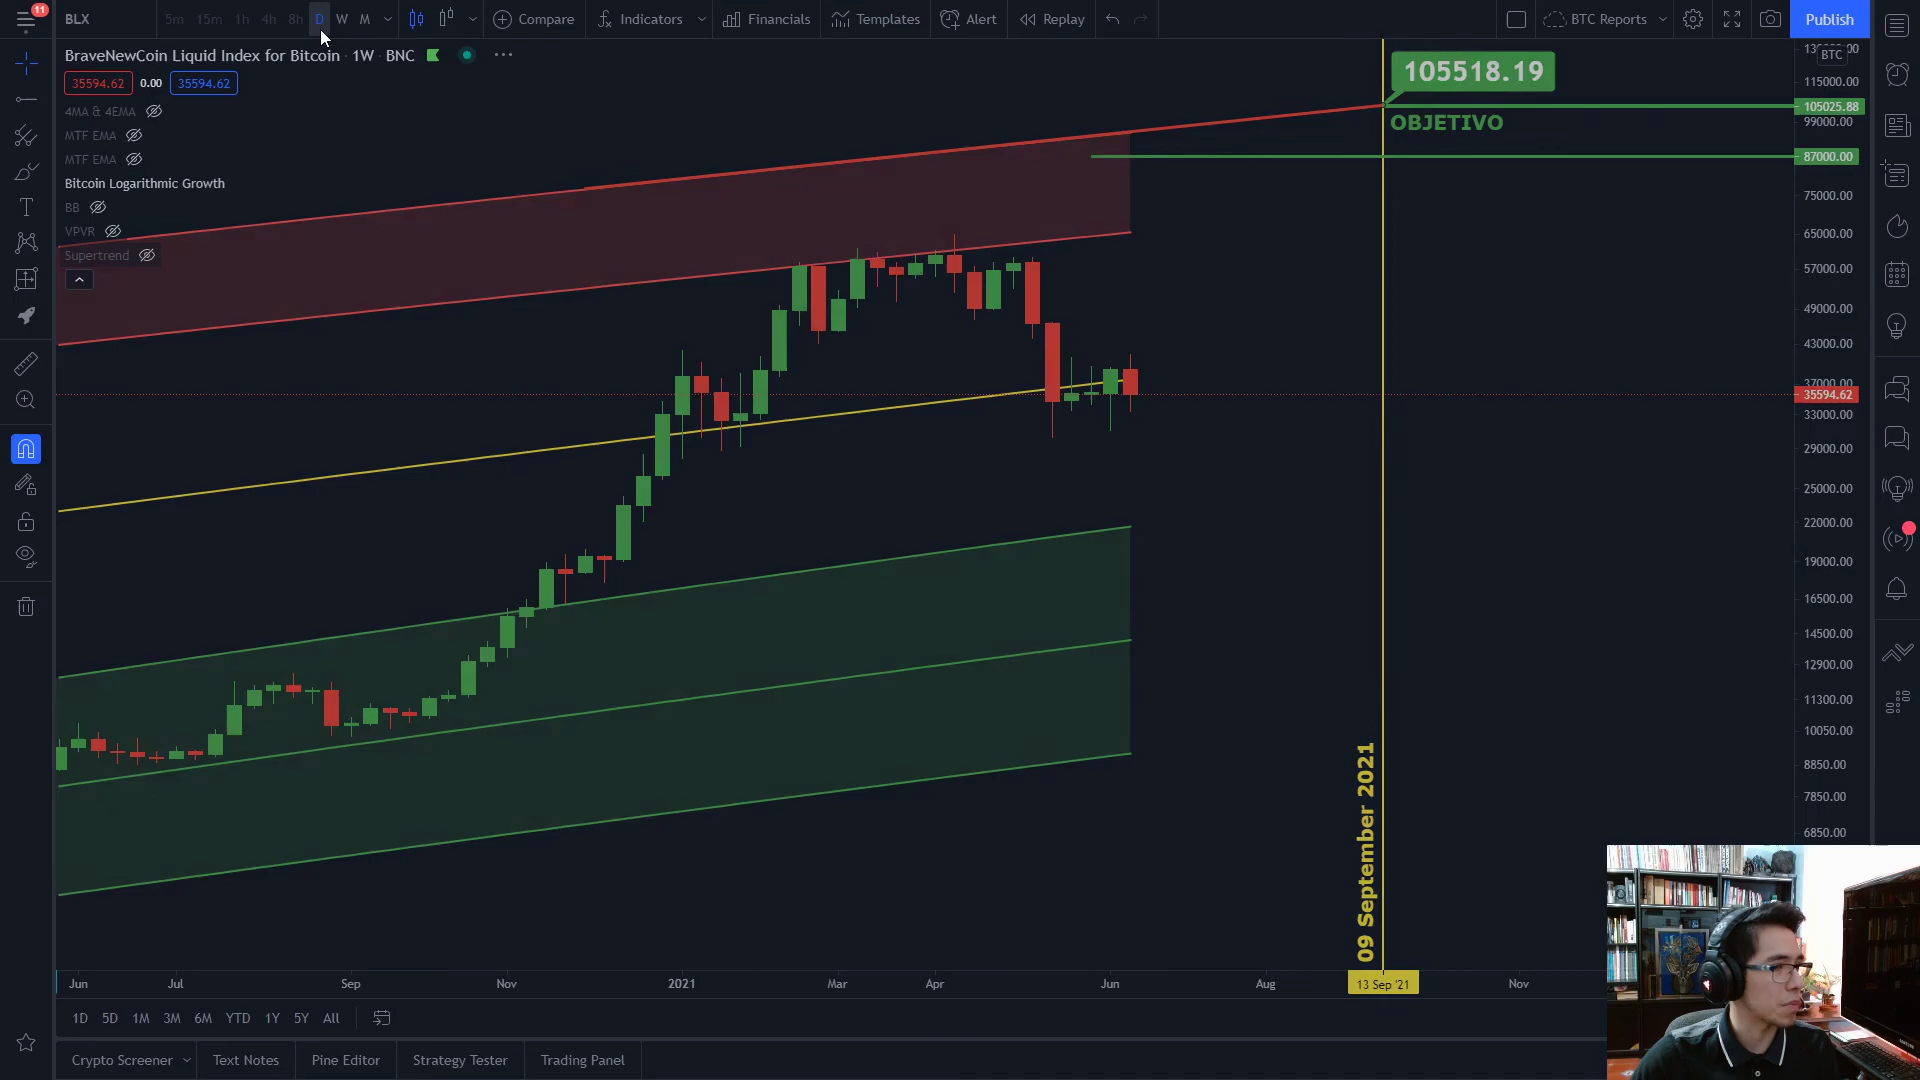 11
BLX
5m 15m 1h 4h 8h D W M
Compare
Indicators
Financials
Templates
Alert
Replay
BTC Reports
Publish
BraveNewCoin Liquid Index for Bitcoin · 1W · BNC
35594.62 0.00 35594.62
4MA & 4EMA
MTF EMA
MTF EMA
Bitcoin Logarithmic Growth
BB
VPVR
Supertrend
105518.19
OBJETIVO
BTC
115000.00
105025.88
99000.00
87000.00
75000.00
65000.00
57000.00
49000.00
43000.00
37000.00
35594.62
33000.00
29000.00
25000.00
22000.00
19000.00
16500.00
14500.00
12900.00
11300.00
10050.00
8850.00
7850.00
6850.00
09 September 2021
Jun Jul Sep Nov 2021 Mar Apr Jun Aug 13 Sep '21 Nov
1D 5D 1M 3M 6M YTD 1Y 5Y All
Crypto Screener
Text Notes
Pine Editor
Strategy Tester
Trading Panel